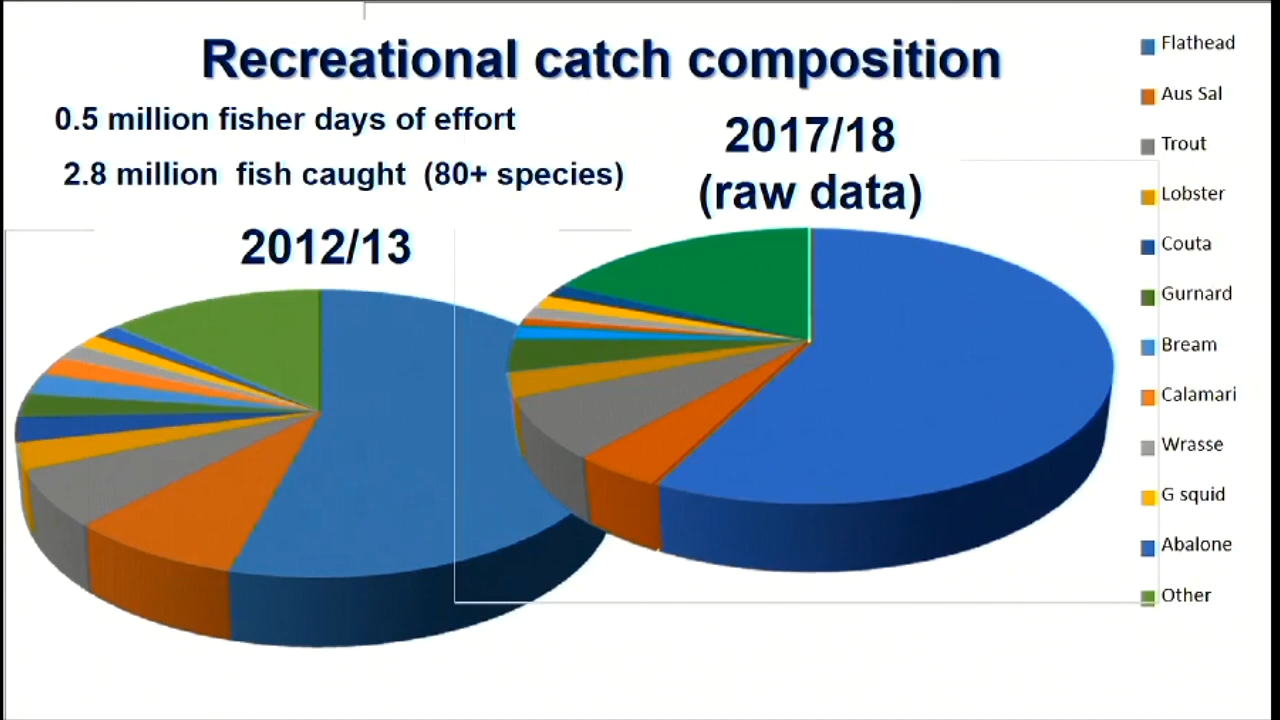 Recreational catch composition
0.5 million fisher days of effort
2.8 million fish caught (80+ species)
2012/13
2017/18
(raw data)
Flathead
Aus Sal
Trout
Lobster
Couta
Gurnard
Bream
Calamari
Wrasse
G squid
Abalone
Other